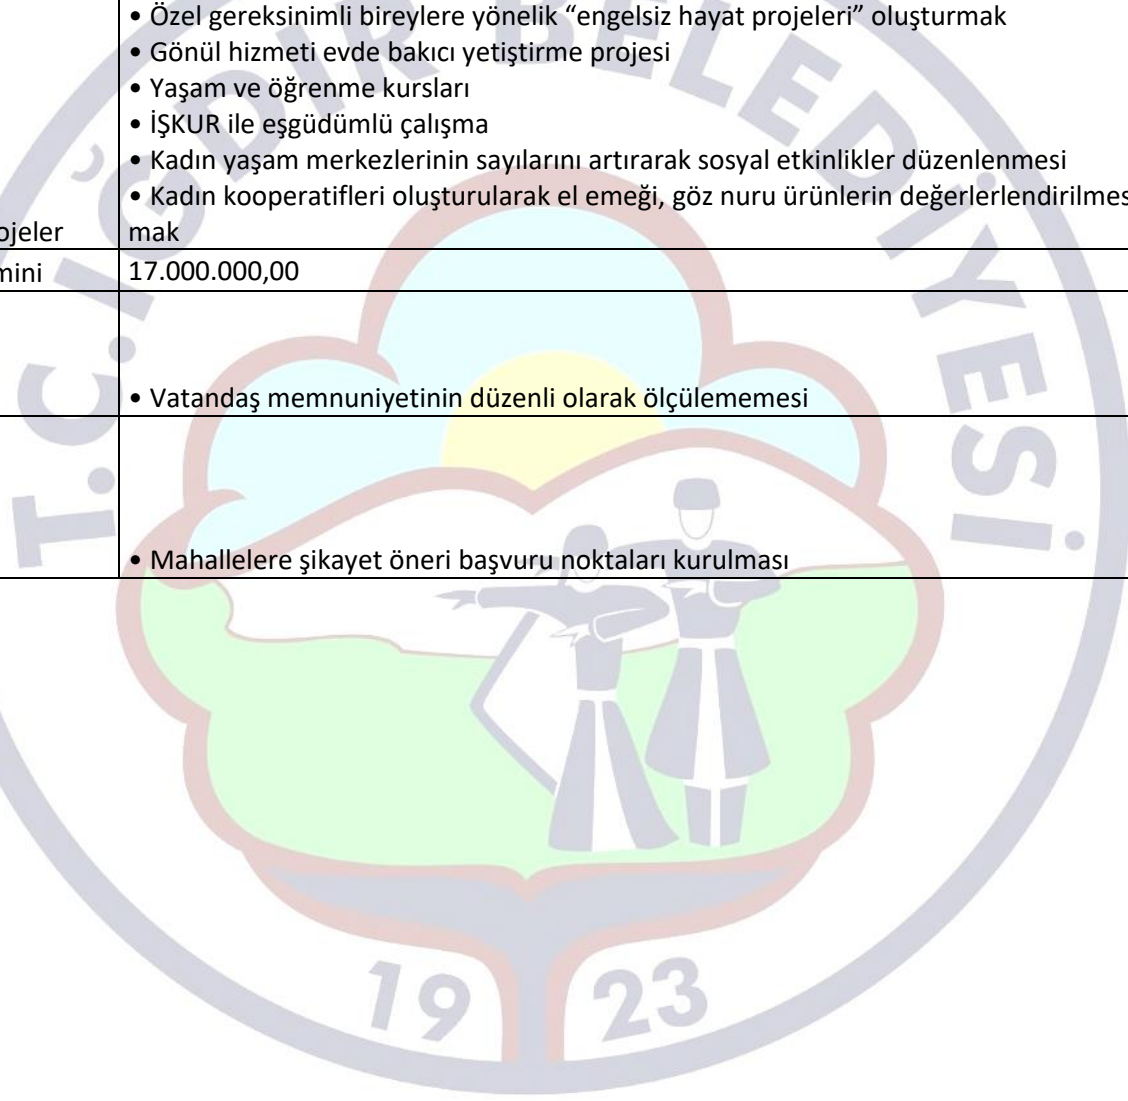 • Özel gereksinimli bireylere yönelik “engelsiz hayat projeleri” oluşturmak
• Gönül hizmeti evde bakıcı yetiştirme projesi
• Yaşam ve öğrenme kursları
• İŞKUR ile eşgüdümlü çalışma
• Kadın yaşam merkezlerinin sayılarını artırarak sosyal etkinlikler düzenlenmesi
• Kadın kooperatifleri oluşturularak el emeği, göz nuru ürünlerin değerlerlendirilmes
ojeler mak
mini 17.000.000,00
• Vatandaş memnuniyetinin düzenli olarak ölçülememesi
• Mahallelere şikayet öneri başvuru noktaları kurulması
T.C. IĞDIR BELEDİYESİ
19 23